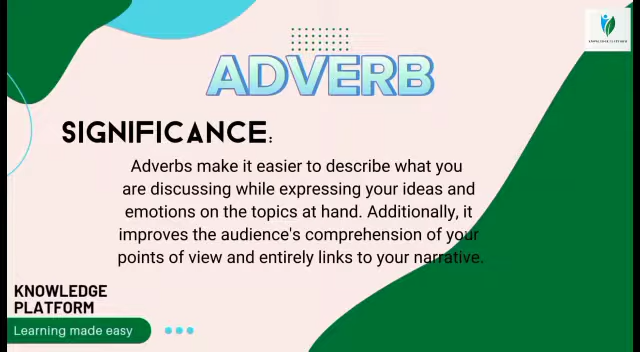 ADVERB
SIGNIFICANCE:
Adverbs make it easier to describe what you
are discussing while expressing your ideas and
emotions on the topics at hand. Additionally, it
improves the audience's comprehension of your
points of view and entirely links to your narrative.
KNOWLEDGE
PLATFORM
Learning made easy